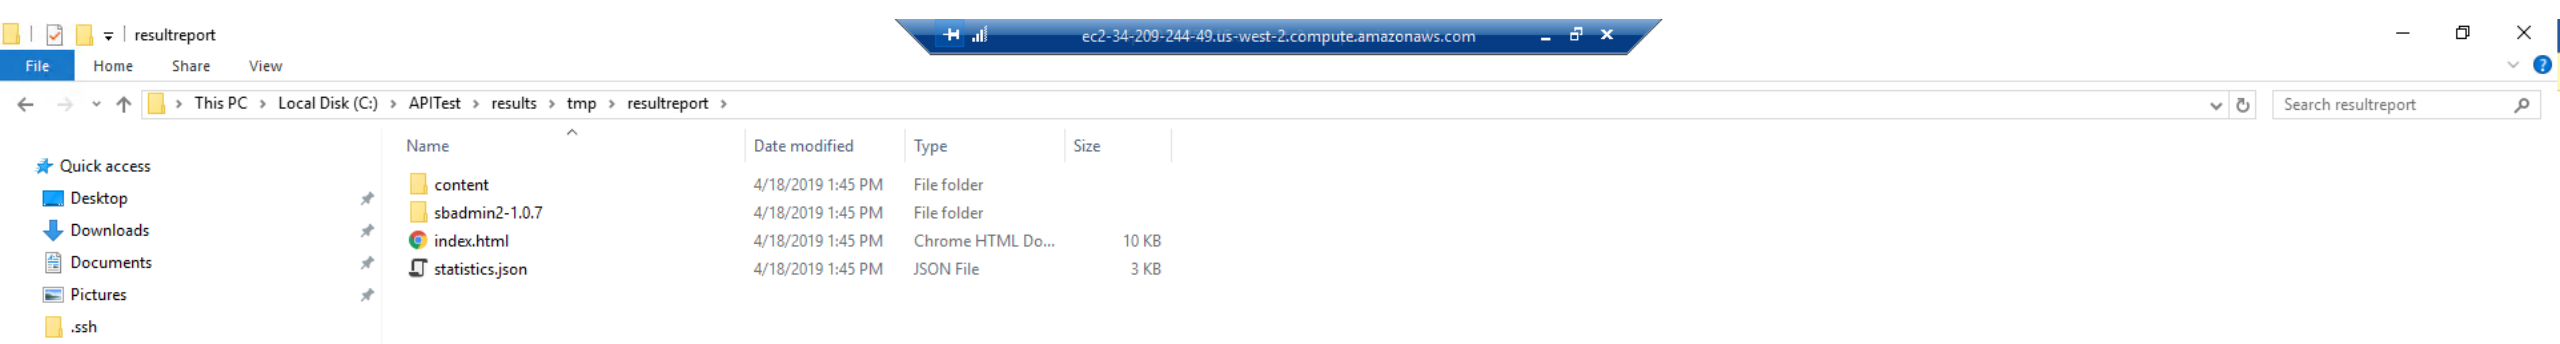 resultreport
ec2-34-209-244-49.us-west-2.compute.amazonaws.com
File Home Share View
This PC > Local Disk (C:) > APITest > results > tmp > resultreport >
Search resultreport
Quick access
Desktop
Downloads
Documents
Pictures
.ssh
Name Date modified Type Size
content 4/18/2019 1:45 PM File folder
sbadmin2-1.0.7 4/18/2019 1:45 PM File folder
index.html 4/18/2019 1:45 PM Chrome HTML Do... 10 KB
statistics.json 4/18/2019 1:45 PM JSON File 3 KB